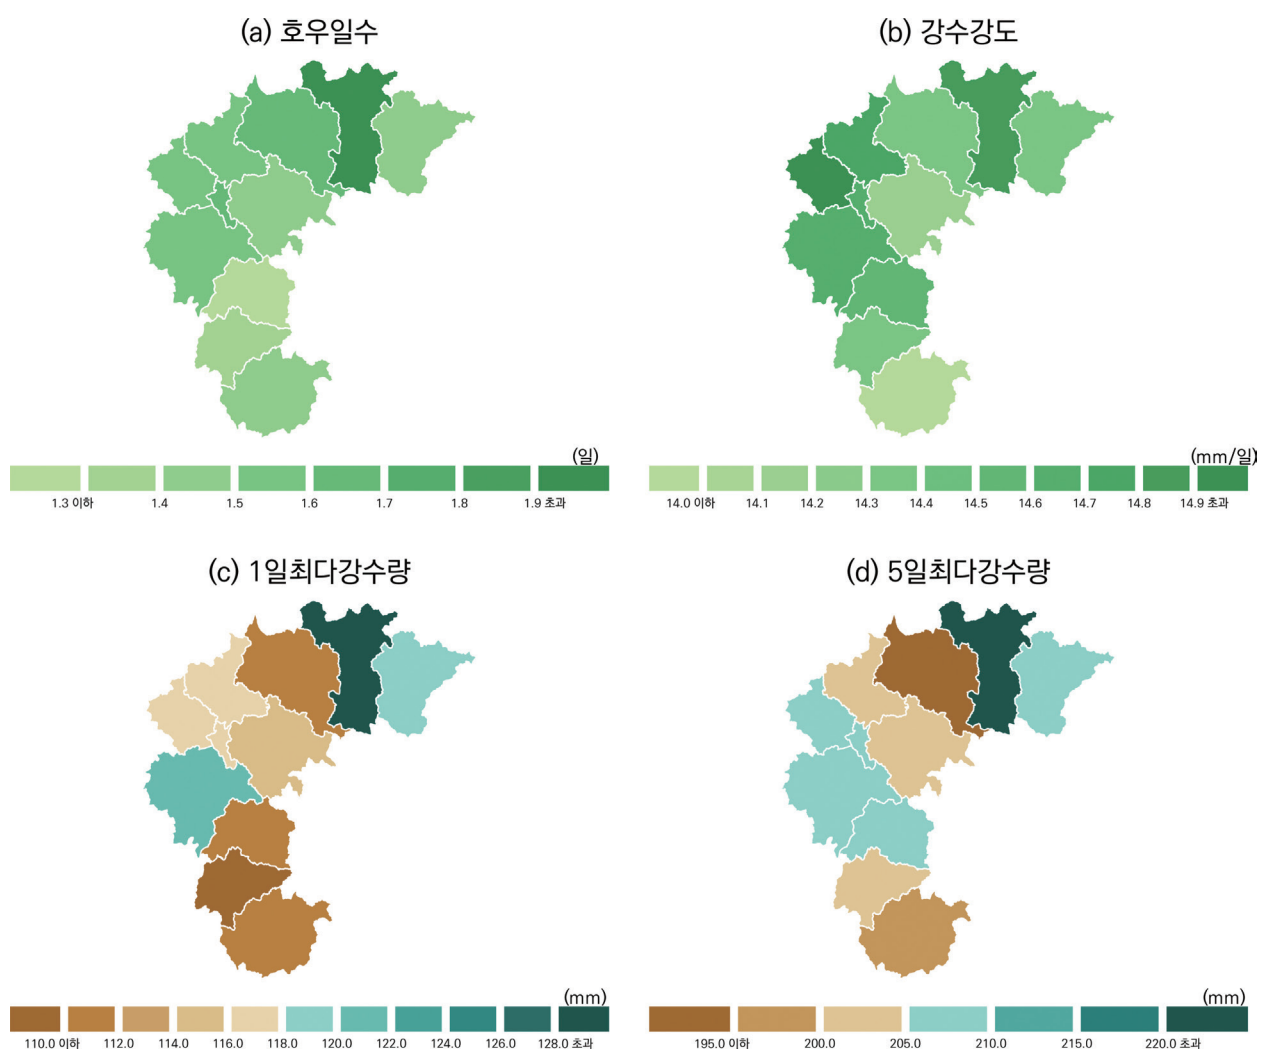 (a) 호우일수
(b) 강수강도
(일)
1.3 이하 1.4 1.5 1.6 1.7 1.8 1.9 초과
(mm/일)
14.0 이하 14.1 14.2 14.3 14.4 14.5 14.6 14.7 14.8 14.9 초과
(c) 1일최다강수량
(d) 5일최다강수량
(mm)
110.0 이하 112.0 114.0 116.0 118.0 120.0 122.0 124.0 126.0 128.0 초과
(mm)
195.0 이하 200.0 205.0 210.0 215.0 220.0 초과